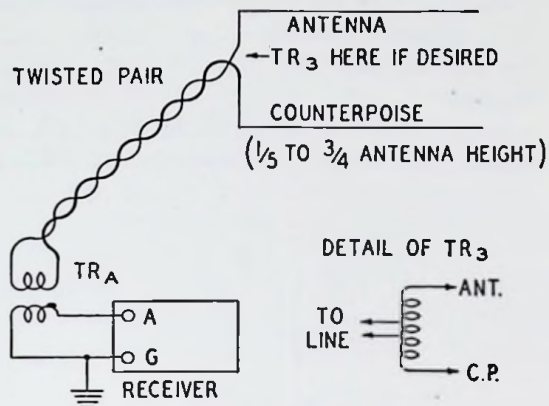 ANTENNA
←TR3 HERE IF DESIRED
TWISTED PAIR
COUNTERPOISE
(1/5 TO 3/4 ANTENNA HEIGHT)
TRA
DETAIL OF TR3
ANT.
TO
LINE
C.P.
A
G
RECEIVER